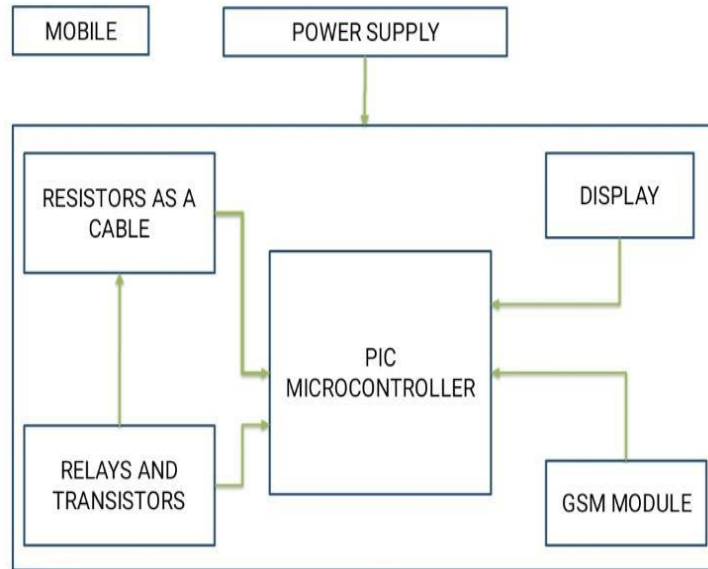 MOBILE
POWER SUPPLY
RESISTORS AS A
CABLE
DISPLAY
PIC
MICROCONTROLLER
RELAYS AND
TRANSISTORS
GSM MODULE